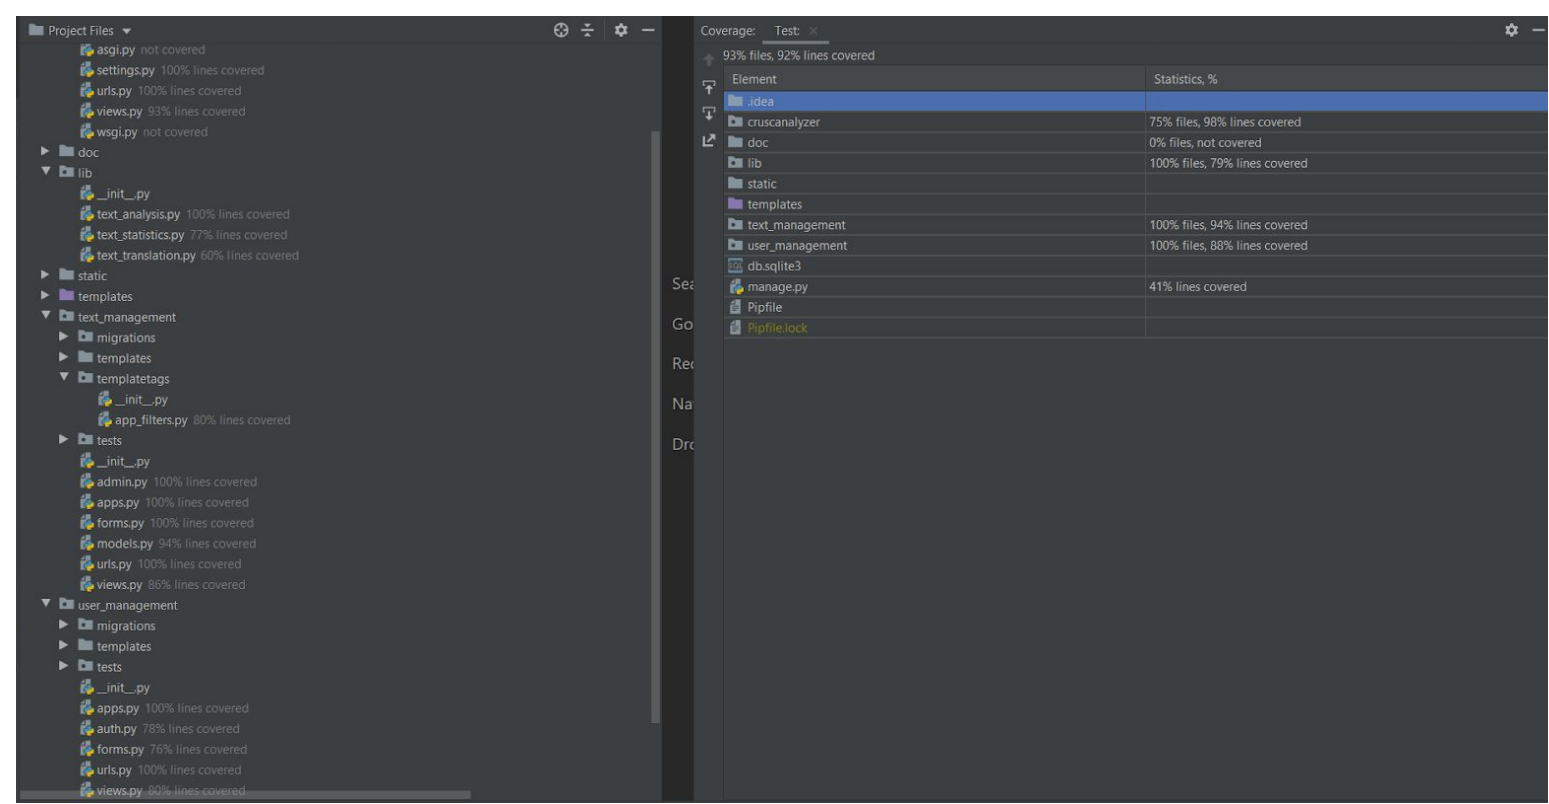 Project Files
asgi.py not covered
settings.py 100% lines covered
urls.py 100% lines covered
views.py 93% lines covered
wsgi.py not covered
doc
lib
__init__.py
text_analysis.py 100% lines covered
text_statistics.py 77% lines covered
text_translation.py 60% lines covered
static
templates
text_management
migrations
templates
templatetags
__init__.py
app_filters.py 80% lines covered
tests
__init__.py
admin.py 100% lines covered
apps.py 100% lines covered
forms.py 100% lines covered
models.py 94% lines covered
urls.py 100% lines covered
views.py 86% lines covered
user_management
migrations
templates
tests
__init__.py
apps.py 100% lines covered
auth.py 78% lines covered
forms.py 76% lines covered
urls.py 100% lines covered
views.py 80% lines covered
Sea
Go
Rec
Na
Dro
Coverage: Test
93% files, 92% lines covered
Element Statistics, %
.idea
cruscanalyzer 75% files, 98% lines covered
doc 0% files, not covered
lib 100% files, 79% lines covered
static
templates
text_management 100% files, 94% lines covered
user_management 100% files, 88% lines covered
db.sqlite3
manage.py 41% lines covered
Pipfile
Pipfile.lock